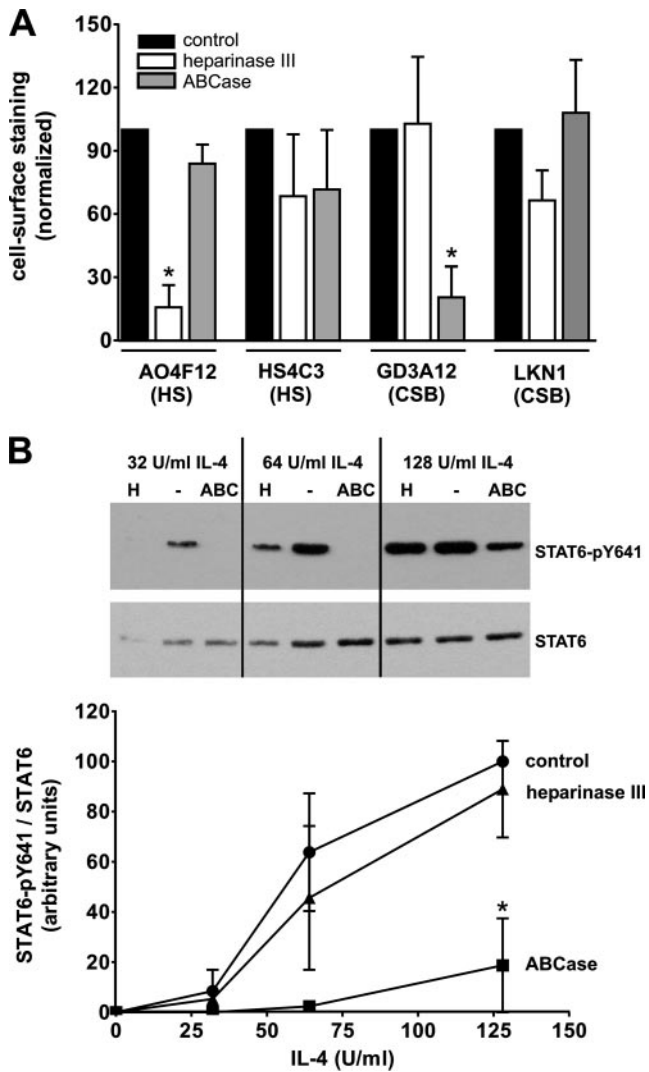 A
control
heparinase III
ABCase
cell-surface staining
(normalized)
150
120
90
60
30
0
*
*
AO4F12 HS4C3 GD3A12 LKN1
(HS) (HS) (CSB) (CSB)
B
32 U/ml IL-4 64 U/ml IL-4 128 U/ml IL-4
H - ABC H - ABC H - ABC
STAT6-pY641
STAT6
STAT6-pY641 / STAT6
(arbitrary units)
120
100
80
60
40
20
0
control
heparinase III
*
ABCase
0 25 50 75 100 125 150
IL-4 (U/ml)